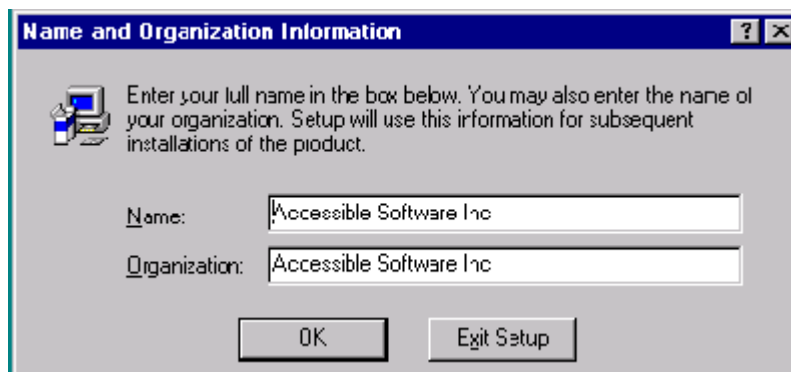 Name and Organization Information
Enter your full name in the box below. You may also enter the name of
your organization. Setup will use this information for subsequent
installations of the product.
Name: Accessible Software Inc
Organization: Accessible Software Inc
OK Exit Setup